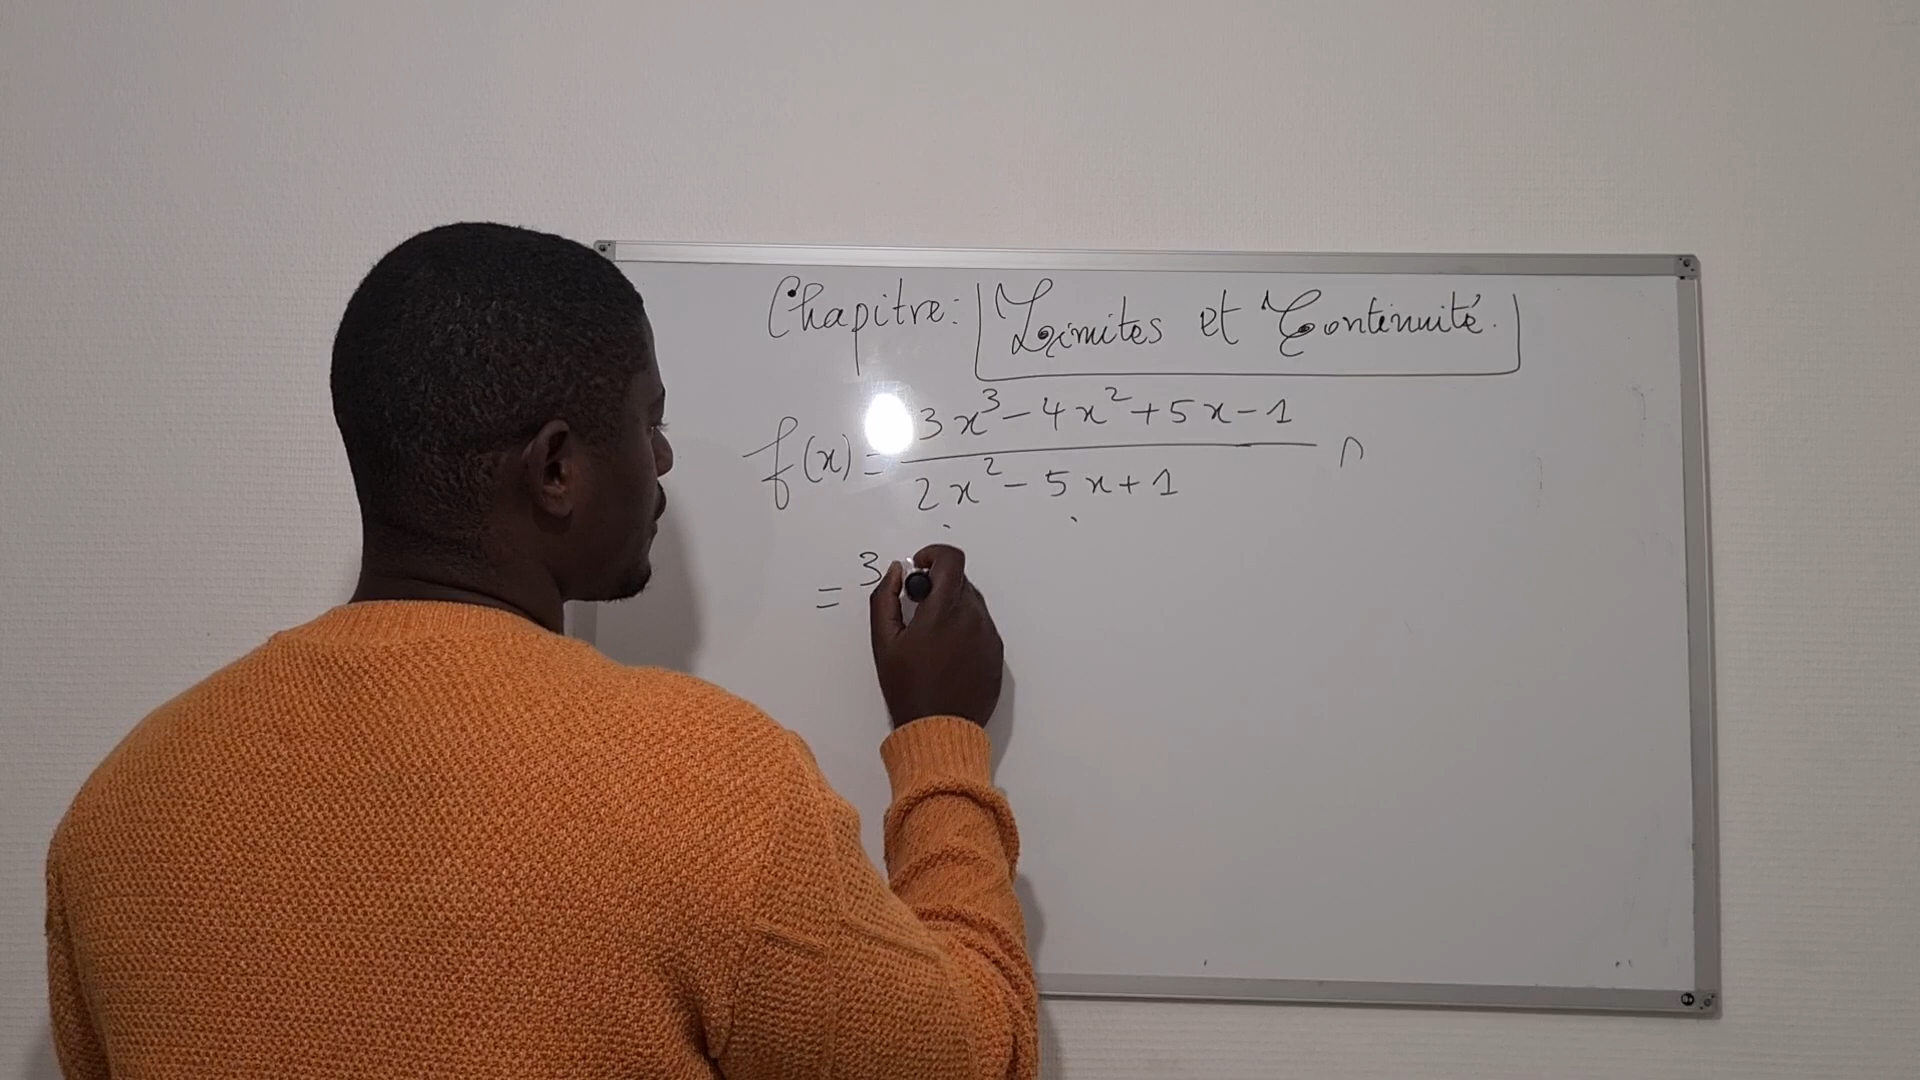 Chapitre: Limites et Continuité.
f(x) = (3x³ - 4x² + 5x - 1) / (2x² - 5x + 1)
= 3